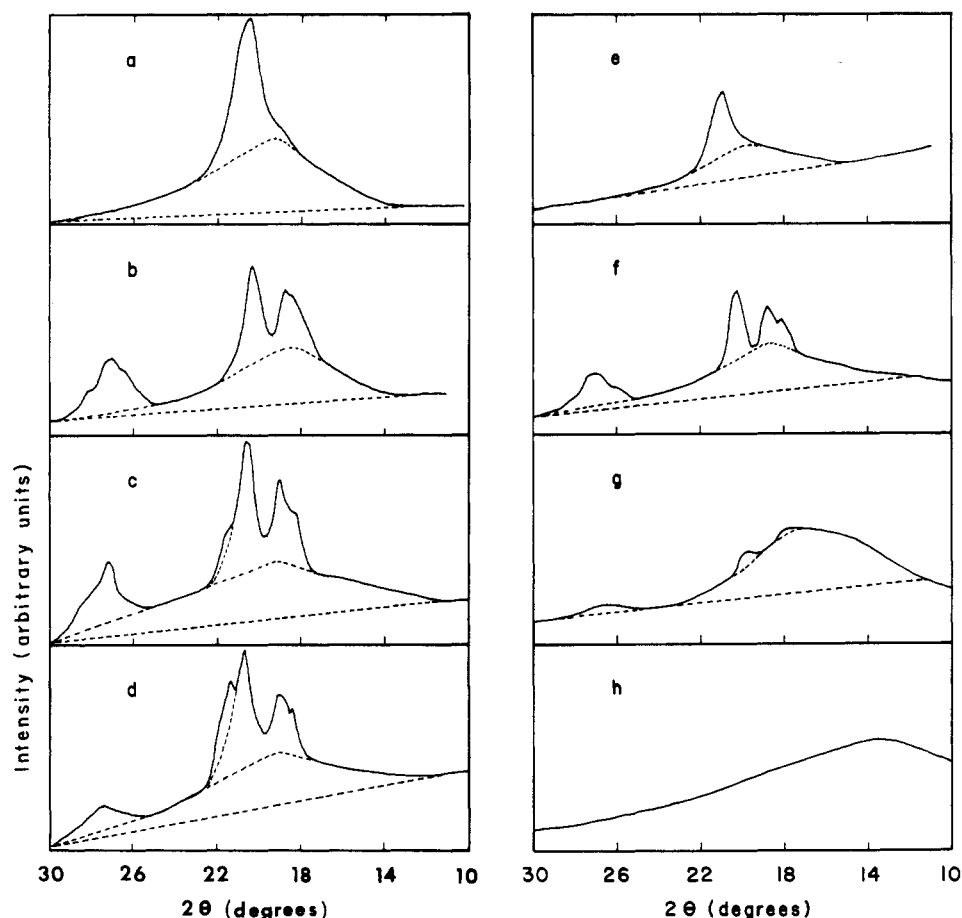 a
b
c
d
e
f
g
h
Intensity (arbitrary units)
30 26 22 18 14 10
2θ (degrees)
30 26 22 18 14 10
2θ (degrees)